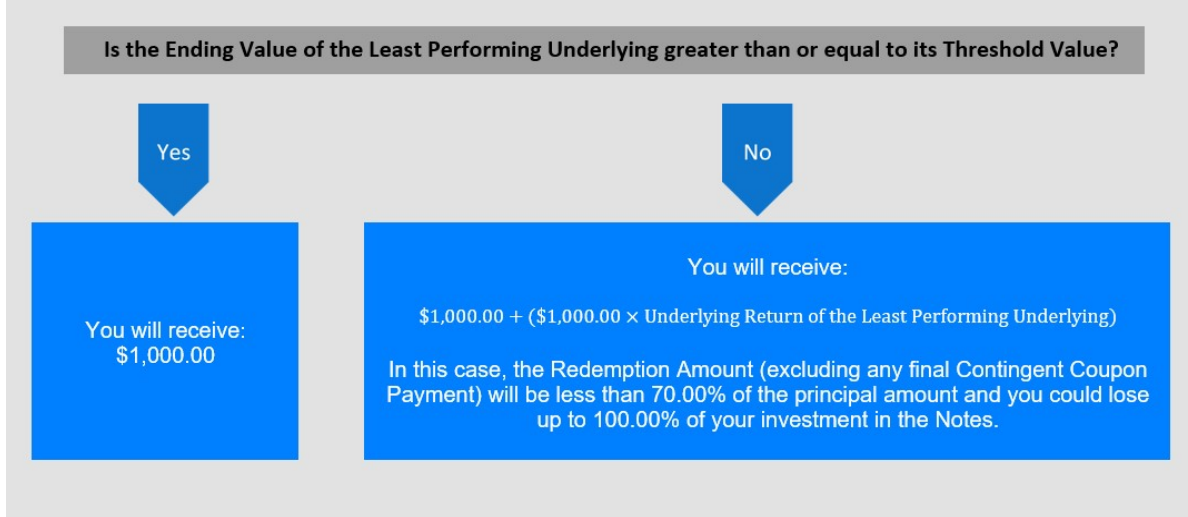 Is the Ending Value of the Least Performing Underlying greater than or equal to its Threshold Value?
Yes
No
You will receive:
$1,000.00
You will receive:
$1,000.00 + ($1,000.00 × Underlying Return of the Least Performing Underlying)
In this case, the Redemption Amount (excluding any final Contingent Coupon
Payment) will be less than 70.00% of the principal amount and you could lose
up to 100.00% of your investment in the Notes.